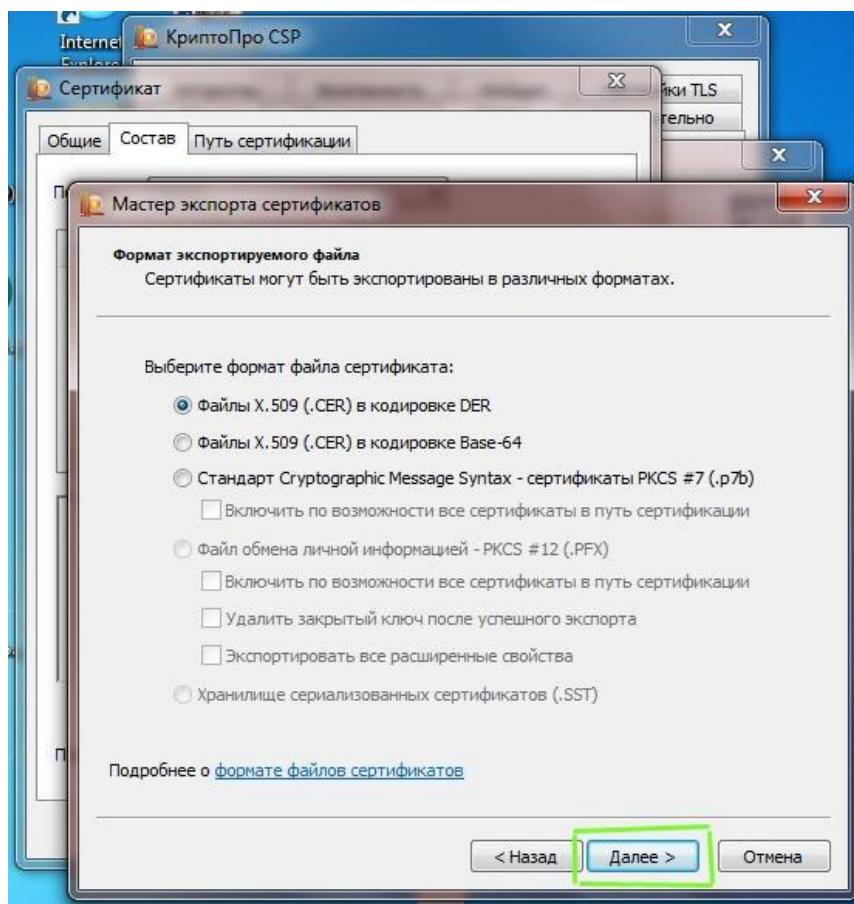 Internet
КриптоПро CSP
Сертификат
йки TLS
тельно
Общие
Состав
Путь сертификации
Мастер экспорта сертификатов
Формат экспортируемого файла
Сертификаты могут быть экспортированы в различных форматах.
Выберите формат файла сертификата:
Файлы X.509 (.CER) в кодировке DER
Файлы X.509 (.CER) в кодировке Base-64
Стандарт Cryptographic Message Syntax - сертификаты PKCS #7 (.p7b)
Включить по возможности все сертификаты в путь сертификации
Файл обмена личной информацией - PKCS #12 (.PFX)
Включить по возможности все сертификаты в путь сертификации
Удалить закрытый ключ после успешного экспорта
Экспортировать все расширенные свойства
Хранилище сериализованных сертификатов (.SST)
Подробнее о формате файлов сертификатов
< Назад
Далее >
Отмена